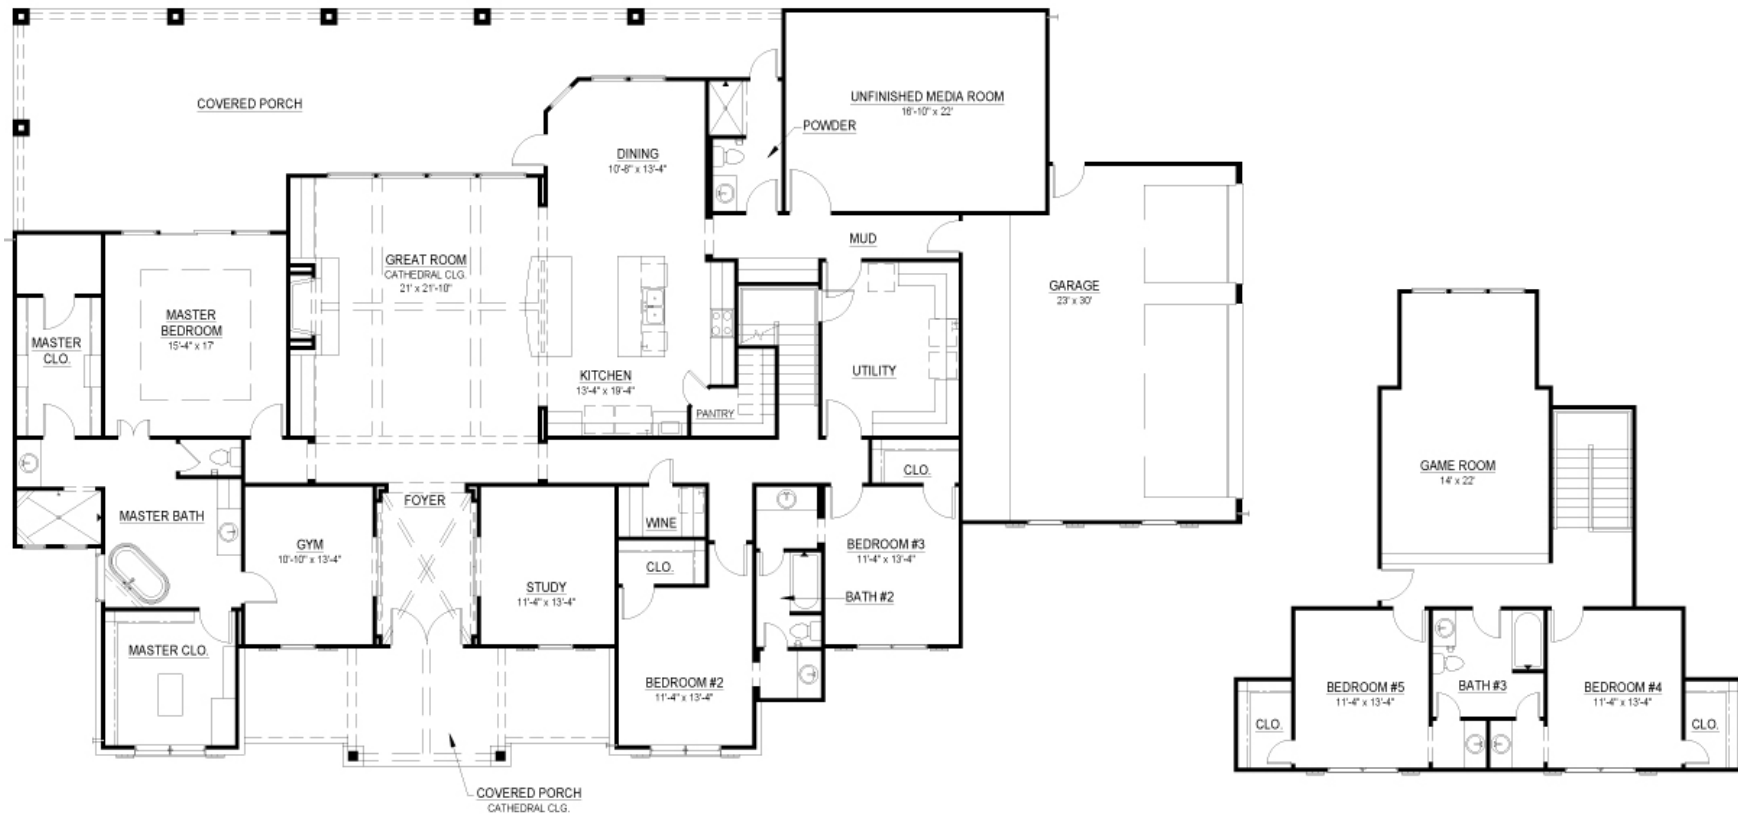 COVERED PORCH
UNFINISHED MEDIA ROOM
16'-10" x 22'
POWDER
DINING
10'-8" x 13'-4"
MUD
GREAT ROOM
CATHEDRAL CLG.
21' x 21'-10"
GARAGE
23' x 30'
MASTER
BEDROOM
15'-4" x 17'
MASTER
CLO.
KITCHEN
13'-4" x 19'-4"
UTILITY
PANTRY
CLO.
GAME ROOM
14' x 22'
FOYER
MASTER BATH
WINE
GYM
10'-10" x 13'-4"
BEDROOM #3
11'-4" x 13'-4"
CLO.
STUDY
11'-4" x 13'-4"
BATH #2
MASTER CLO.
BEDROOM #2
11'-4" x 13'-4"
BEDROOM #5
11'-4" x 13'-4"
BATH #3
BEDROOM #4
11'-4" x 13'-4"
CLO.
CLO.
COVERED PORCH
CATHEDRAL CLG.